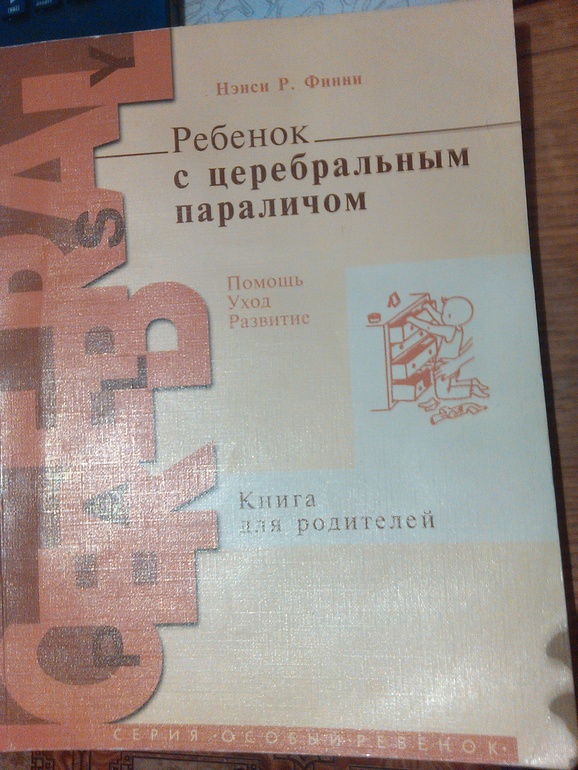 Нэнси Р. Финни
Ребенок
с церебральным
параличом
Помощь
Уход
Развитие
Книга
для родителей
СЕРИЯ ·ОСОБЫЙ РЕБЕНОК·